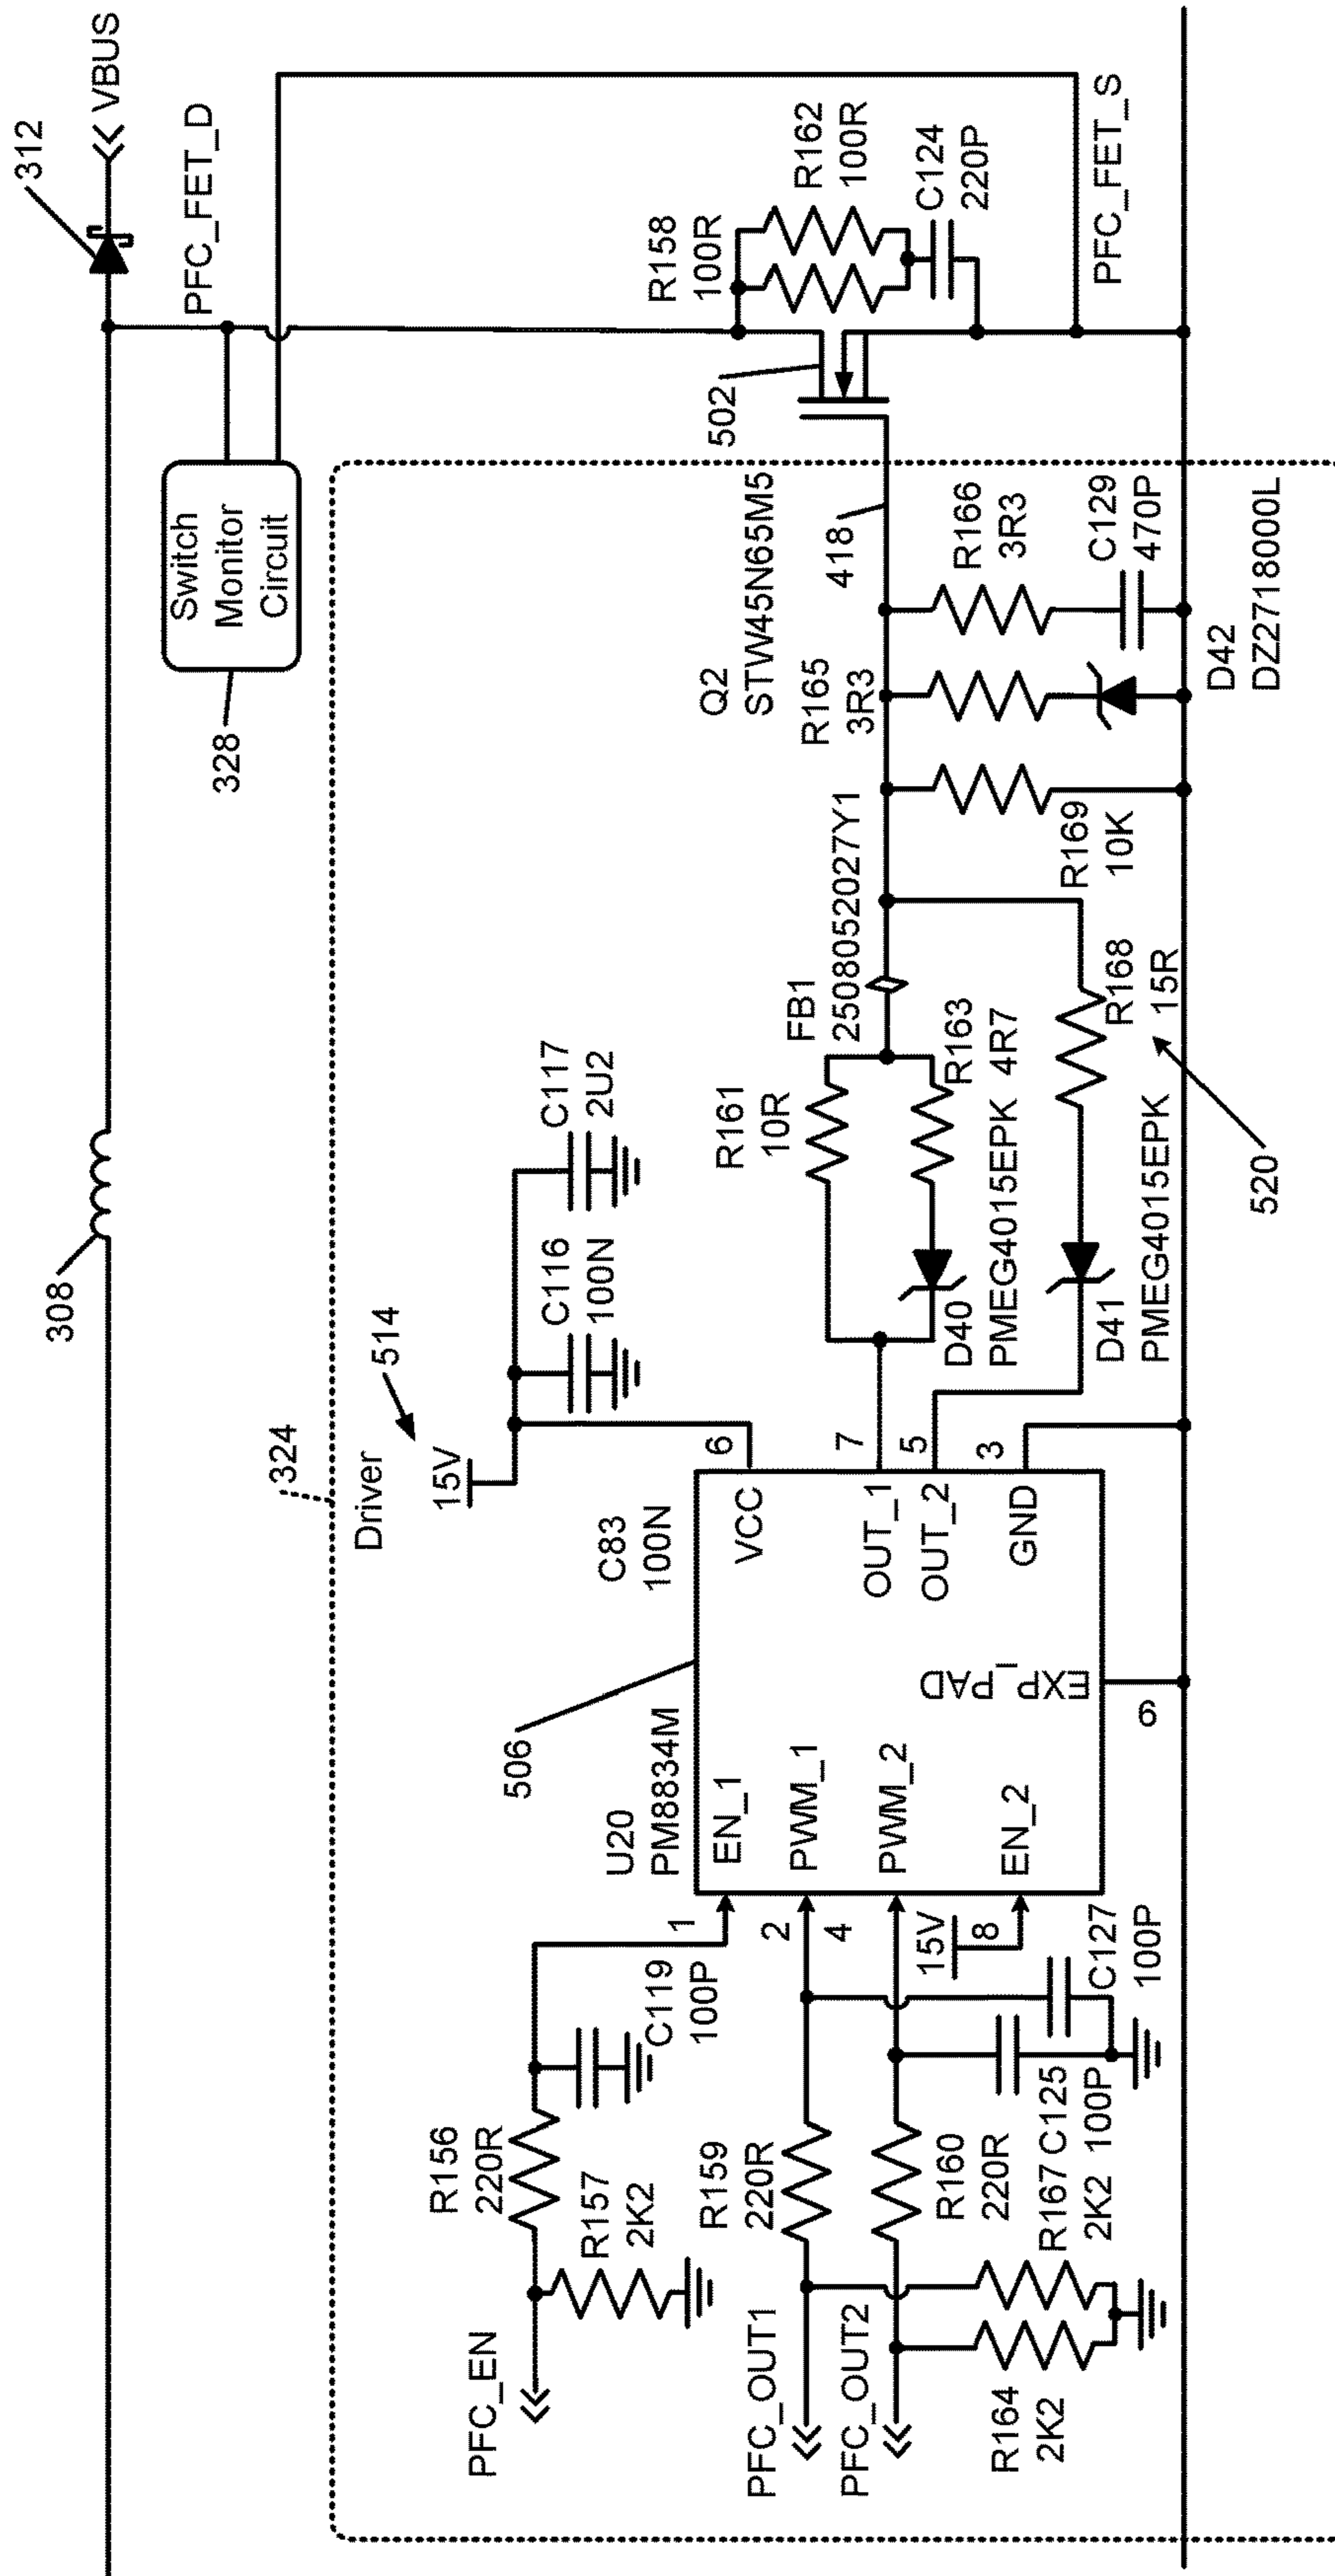 308
312
VBUS
PFC_FET_D
Switch
Monitor
Circuit
328
324
Driver
514
15V
C116
100N
C117
2U2
R158
100R
R162
100R
C124
220P
PFC_FET_S
502
Q2
STW45N65M5
418
PFC_EN
R156
220R
R157
2K2
C119
100P
506
U20
PM8834M
C83
100N
EN_1
PWM_1
PWM_2
EN_2
VCC
OUT_1
OUT_2
GND
EXP_PAD
1
2
4
8
6
7
5
3
6
15V
PFC_OUT1
PFC_OUT2
R159
220R
R160
220R
R164
2K2
R167
2K2
C125
100P
C127
100P
R161
10R
FB1
2508052027Y1
R163
4R7
D40
PMEG4015EPK
D41
PMEG4015EPK
R168
15R
520
R169
10K
R165
3R3
R166
3R3
C129
470P
D42
DZ2718000L